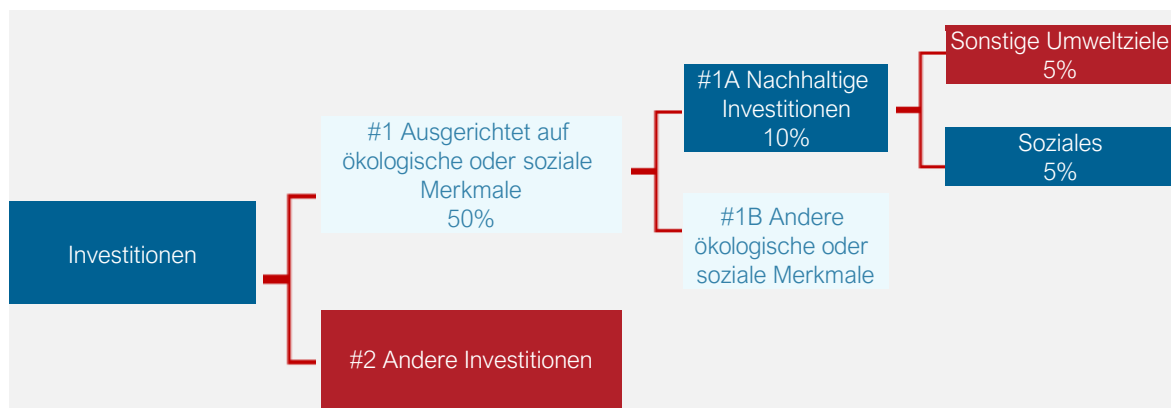 Investitionen
#1 Ausgerichtet auf
ökologische oder soziale
Merkmale
50%
#2 Andere Investitionen
#1A Nachhaltige
Investitionen
10%
#1B Andere
ökologische oder
soziale Merkmale
Sonstige Umweltziele
5%
Soziales
5%